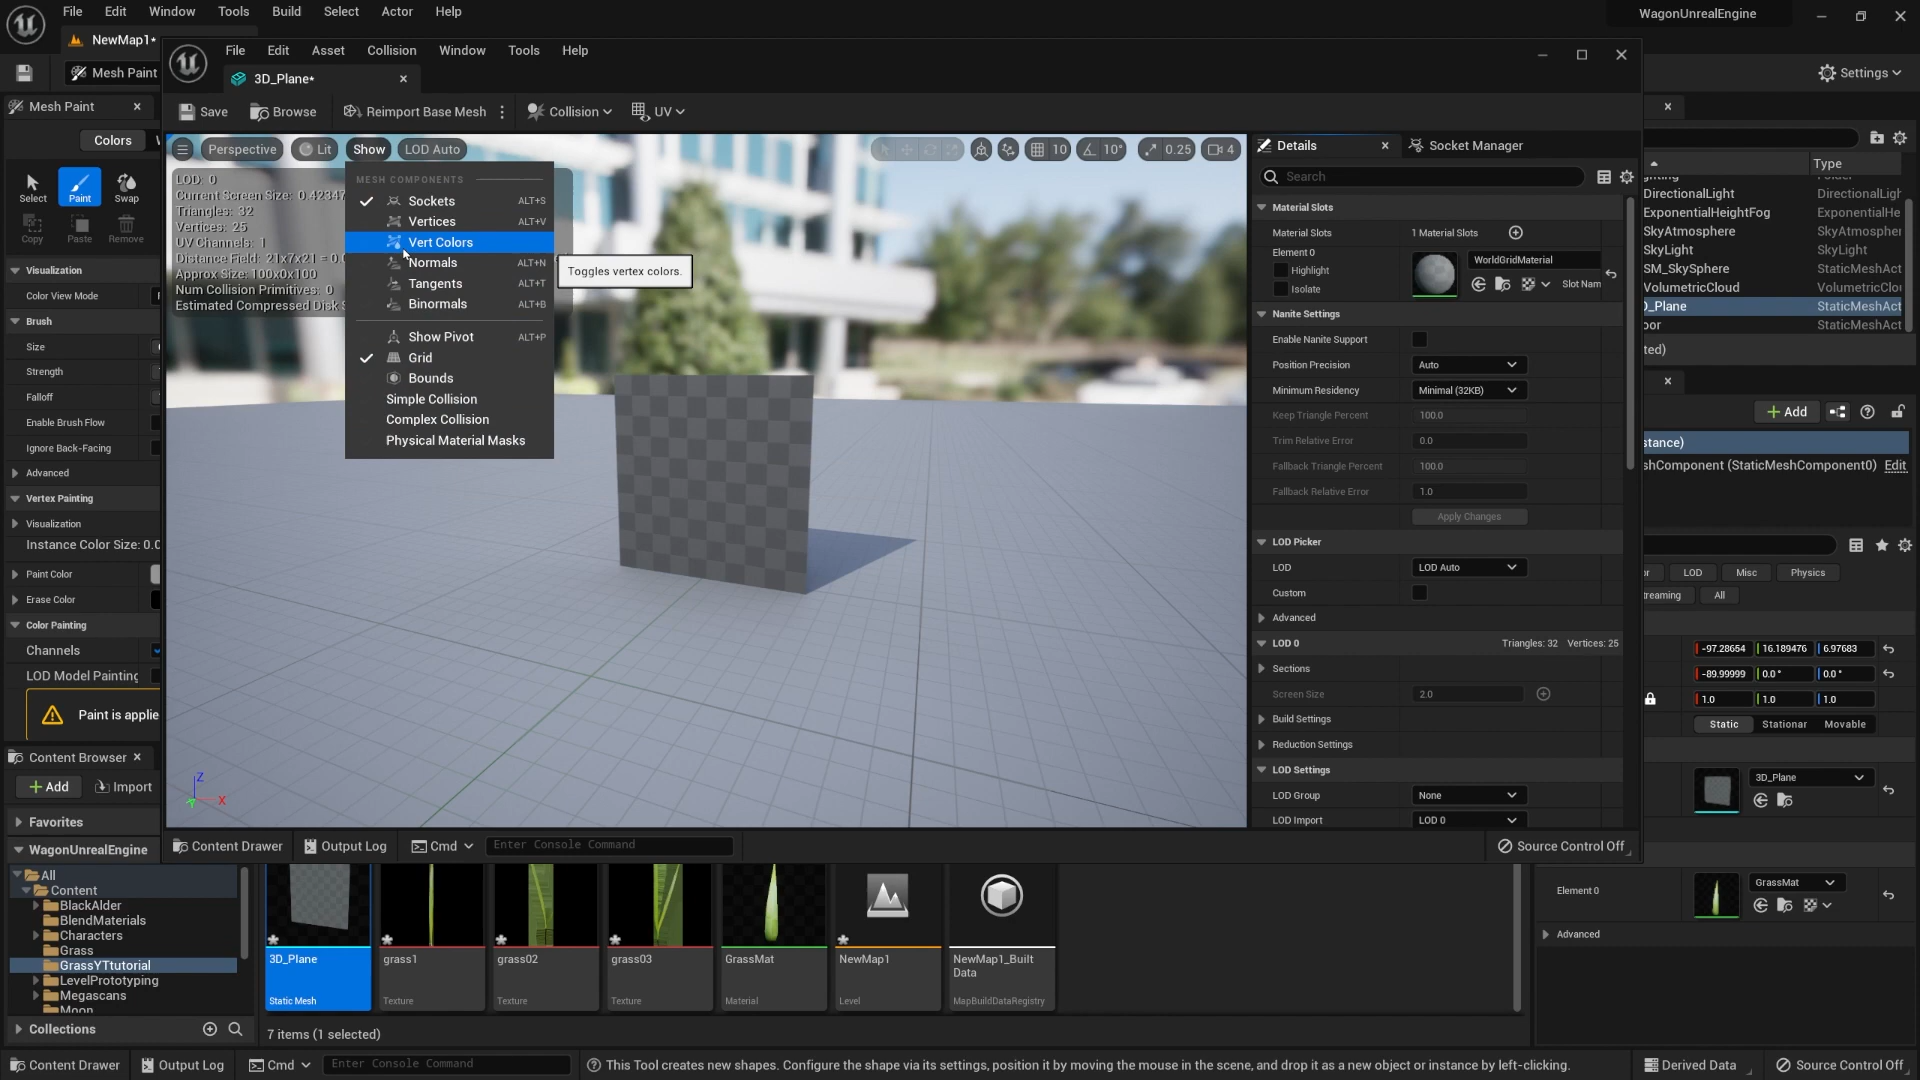 File Edit Window Tools Build Select Actor Help
WagonUnrealEngine
NewMap1*
Mesh Paint
Settings
File Edit Asset Collision Window Tools Help
3D_Plane*
Save Browse Reimport Base Mesh Collision UV
Mesh Paint
Colors
Select Paint Swap
Copy Paste Remove
Visualization
Color View Mode
Brush
Size
Strength
Falloff
Enable Brush Flow
Ignore Back-Facing
Advanced
Vertex Painting
Visualization
Instance Color Size: 0.0
Paint Color
Erase Color
Color Painting
Channels
LOD Model Painting
Paint is applie
Perspective Lit Show LOD Auto
10 10° 0.25 4
LOD: 0
Current Screen Size: 0.42347
Triangles: 32
Vertices: 25
UV Channels: 1
Distance Field: 21x7x21 = 0.0
Approx Size: 100x0x100
Num Collision Primitives: 0
Estimated Compressed Disk S
MESH COMPONENTS
Sockets ALT+S
Vertices ALT+V
Vert Colors
Normals ALT+N
Tangents ALT+T
Binormals ALT+B
Show Pivot ALT+P
Grid
Bounds
Simple Collision
Complex Collision
Physical Material Masks
Toggles vertex colors.
Z
X
Details
Socket Manager
Search
Material Slots
Material Slots 1 Material Slots
Element 0
Highlight
Isolate
WorldGridMaterial
Slot Nam
Nanite Settings
Enable Nanite Support
Position Precision Auto
Minimum Residency Minimal (32KB)
Keep Triangle Percent 100.0
Trim Relative Error 0.0
Fallback Triangle Percent 100.0
Fallback Relative Error 1.0
Apply Changes
LOD Picker
LOD LOD Auto
Custom
Advanced
LOD 0 Triangles: 32 Vertices: 25
Sections
Screen Size 2.0
Build Settings
Reduction Settings
LOD Settings
LOD Group None
LOD Import LOD 0
Content Drawer Output Log Cmd Enter Console Command
Source Control Off
Type
DirectionalLight DirectionalLigh
ExponentialHeightFog ExponentialHe
SkyAtmosphere SkyAtmospher
SkyLight SkyLight
SM_SkySphere StaticMeshAct
VolumetricCloud VolumetricClou
D_Plane StaticMeshAct
oor StaticMeshAct
ted)
Add
stance)
shComponent (StaticMeshComponent0) Edit
or LOD Misc Physics
reaming All
-97.28654 16.189476 6.97683
-89.99999 0.0° 0.0°
1.0 1.0 1.0
Static Stationar Movable
3D_Plane
Element 0
GrassMat
Advanced
Content Browser
Add Import
Favorites
WagonUnrealEngine
All
Content
BlackAlder
BlendMaterials
Characters
Grass
GrassYTtutorial
LevelPrototyping
Megascans
Moon
Collections
3D_Plane
Static Mesh
grass1
Texture
grass02
Texture
grass03
Texture
GrassMat
Material
NewMap1
Level
NewMap1_Built
Data
MapBuildDataRegistry
7 items (1 selected)
Content Drawer Output Log Cmd Enter Console Command
This Tool creates new shapes. Configure the shape via its settings, position it by moving the mouse in the scene, and drop it as a new object or instance by left-clicking.
Derived Data Source Control Off